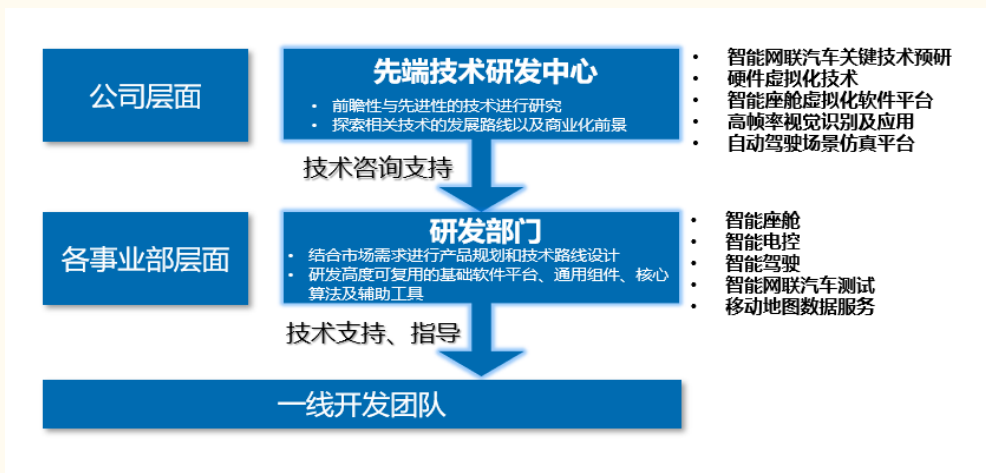 公司层面
先端技术研发中心
• 前瞻性与先进性的技术进行研究
• 探索相关技术的发展路线以及商业化前景
• 智能网联汽车关键技术预研
• 硬件虚拟化技术
• 智能座舱虚拟化软件平台
• 高帧率视觉识别及应用
• 自动驾驶场景仿真平台
技术咨询支持
各事业部层面
研发部门
• 结合市场需求进行产品规划和技术路线设计
• 研发高度可复用的基础软件平台、通用组件、核心
算法及辅助工具
• 智能座舱
• 智能电控
• 智能驾驶
• 智能网联汽车测试
• 移动地图数据服务
技术支持、指导
一线开发团队